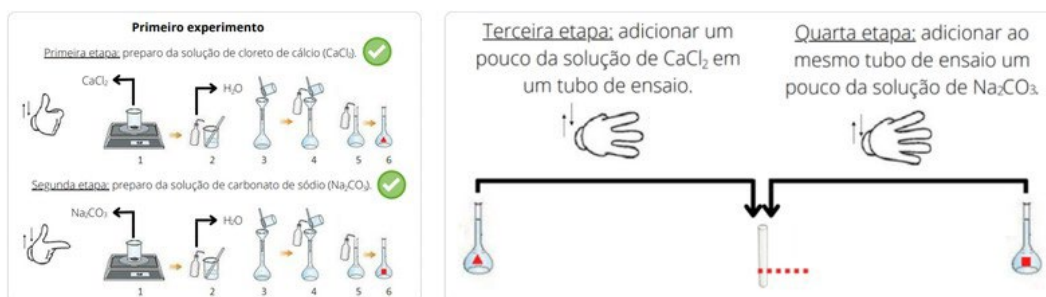 Primeiro experimento
Primeira etapa: preparo da solução de cloreto de cálcio (CaCl₂).
CaCl₂
H₂O
1 2 3 4 5 6
Segunda etapa: preparo da solução de carbonato de sódio (Na₂CO₃).
Na₂CO₃
H₂O
1 2 3 4 5 6
Terceira etapa: adicionar um
pouco da solução de CaCl₂ em
um tubo de ensaio.
Quarta etapa: adicionar ao
mesmo tubo de ensaio um
pouco da solução de Na₂CO₃.